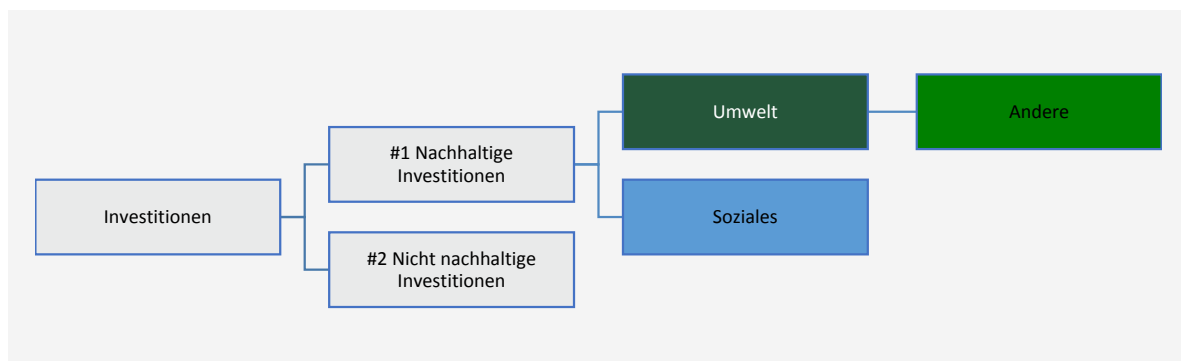 Investitionen
#1 Nachhaltige
Investitionen
#2 Nicht nachhaltige
Investitionen
Umwelt
Soziales
Andere